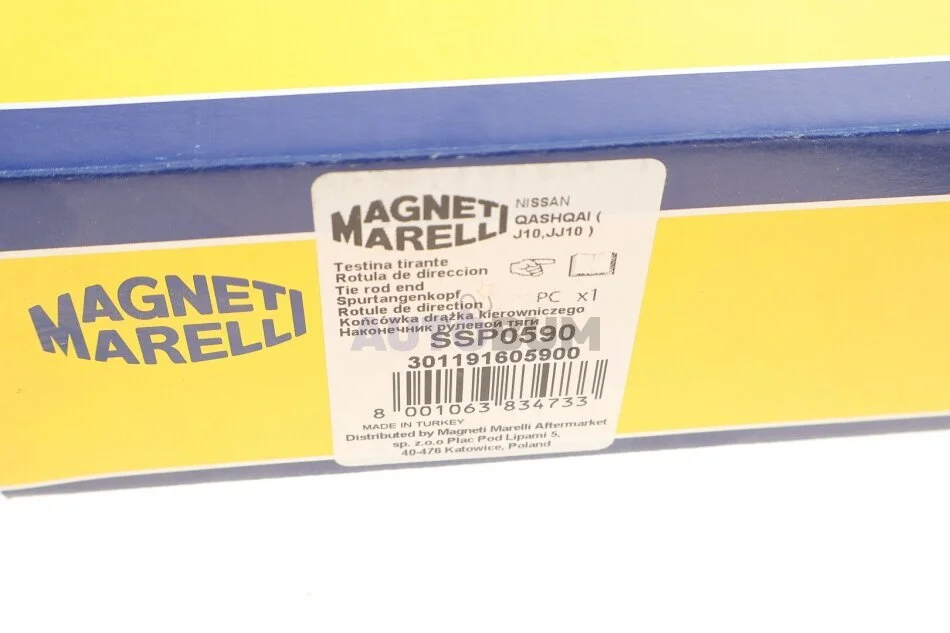 MAGNETI
MARELLI
MAGNETI
MARELLI
NISSAN
QASHQAI (
J10,JJ10 )
Testina tirante
Rotula de direccion
Tie rod end
Spurtangenkopf
Rotule de direction
Końcówka drążka kierowniczego
Наконечник рулевой тяги
PC x1
SSP0590
301191605900
8 001063 834733
MADE IN TURKEY
Distributed by Magneti Marelli Aftermarket
sp. z.o.o Plac Pod Lipami 5,
40-476 Katowice, Poland